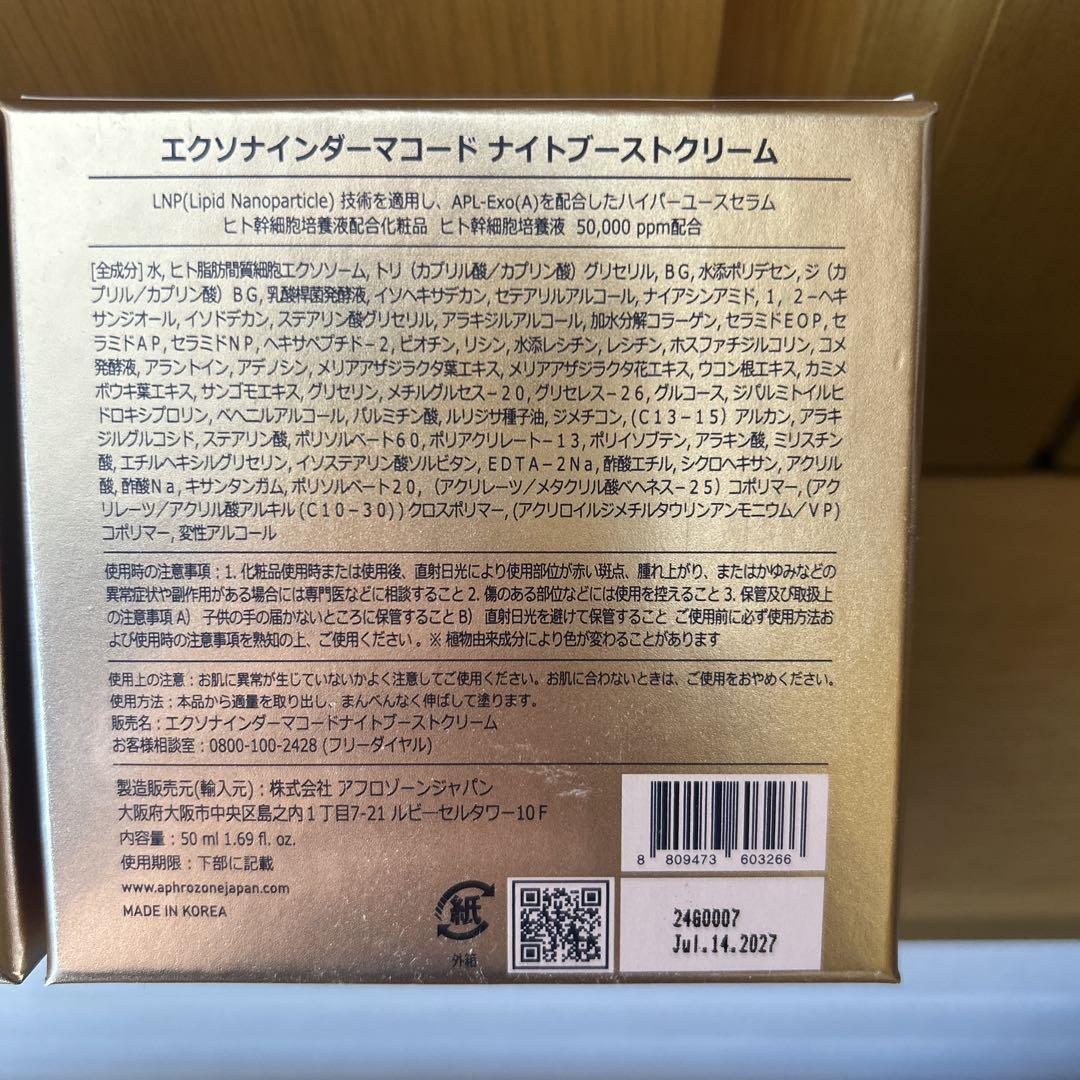 エクソナインダーマコード ナイトブーストクリーム
LNP(Lipid Nanoparticle) 技術を適用し、APL-Exo(A)を配合したハイパーユースセラム
ヒト幹細胞培養液配合化粧品 ヒト幹細胞培養液 50,000 ppm配合
[全成分] 水, ヒト脂肪間質細胞エクソソーム, トリ（カプリル酸／カプリン酸）グリセリル, BG, 水添ポリデセン, ジ（カ
プリル／カプリン酸）BG, 乳酸桿菌発酵液, イソヘキサデカン, セテアリルアルコール, ナイアシンアミド, 1, 2－ヘキ
サンジオール, イソドデカン, ステアリン酸グリセリル, アラキジルアルコール, 加水分解コラーゲン, セラミドEOP, セ
ラミドAP, セラミドNP, ヘキサペプチド－2, ビオチン, リシン, 水添レシチン, レシチン, ホスファチジルコリン, コメ
発酵液, アラントイン, アデノシン, メリアアザジラクタ葉エキス, メリアアザジラクタ花エキス, ウコン根エキス, カミメ
ボウキ葉エキス, サンゴモエキス, グリセリン, メチルグルセス－20, グリセレス－26, グルコース, ジパルミトイルヒ
ドロキシプロリン, ベヘニルアルコール, パルミチン酸, ルリジサ種子油, ジメチコン, (C13－15) アルカン, アラキ
ジルグルコシド, ステアリン酸, ポリソルベート60, ポリアクリレート－13, ポリイソブテン, アラキン酸, ミリスチン
酸, エチルヘキシルグリセリン, イソステアリン酸ソルビタン, EDTA－2Na, 酢酸エチル, シクロヘキサン, アクリル
酸, 酢酸Na, キサンタンガム, ポリソルベート20, （アクリレーツ／メタクリル酸ベヘネス－25）コポリマー, (アク
リレーツ／アクリル酸アルキル (C10－30) ) クロスポリマー, (アクリロイルジメチルタウリンアンモニウム／VP)
コポリマー, 変性アルコール
使用時の注意事項：1. 化粧品使用時または使用後、直射日光により使用部位が赤い斑点、腫れ上がり、またはかゆみなどの
異常症状や副作用がある場合には専門医などに相談すること 2. 傷のある部位などには使用を控えること 3. 保管及び取扱上
の注意事項 A） 子供の手の届かないところに保管すること B） 直射日光を避けて保管すること ご使用前に必ず使用方法お
よび使用時の注意事項を熟知の上、ご使用ください。※ 植物由来成分により色が変わることがあります
使用上の注意：お肌に異常が生じていないかよく注意してご使用ください。お肌に合わないときは、ご使用をおやめください。
使用方法：本品から適量を取り出し、まんべんなく伸ばして塗ります。
販売名：エクソナインダーマコードナイトブーストクリーム
お客様相談室：0800-100-2428 (フリーダイヤル)
製造販売元(輸入元)：株式会社 アフロゾーンジャパン
大阪府大阪市中央区島之内1丁目7-21 ルビーセルタワー10F
内容量：50 ml 1.69 fl. oz.
使用期限：下部に記載
www.aphrozonejapan.com
MADE IN KOREA
紙
外箱
8 809473 603266
24G0007
Jul.14.2027